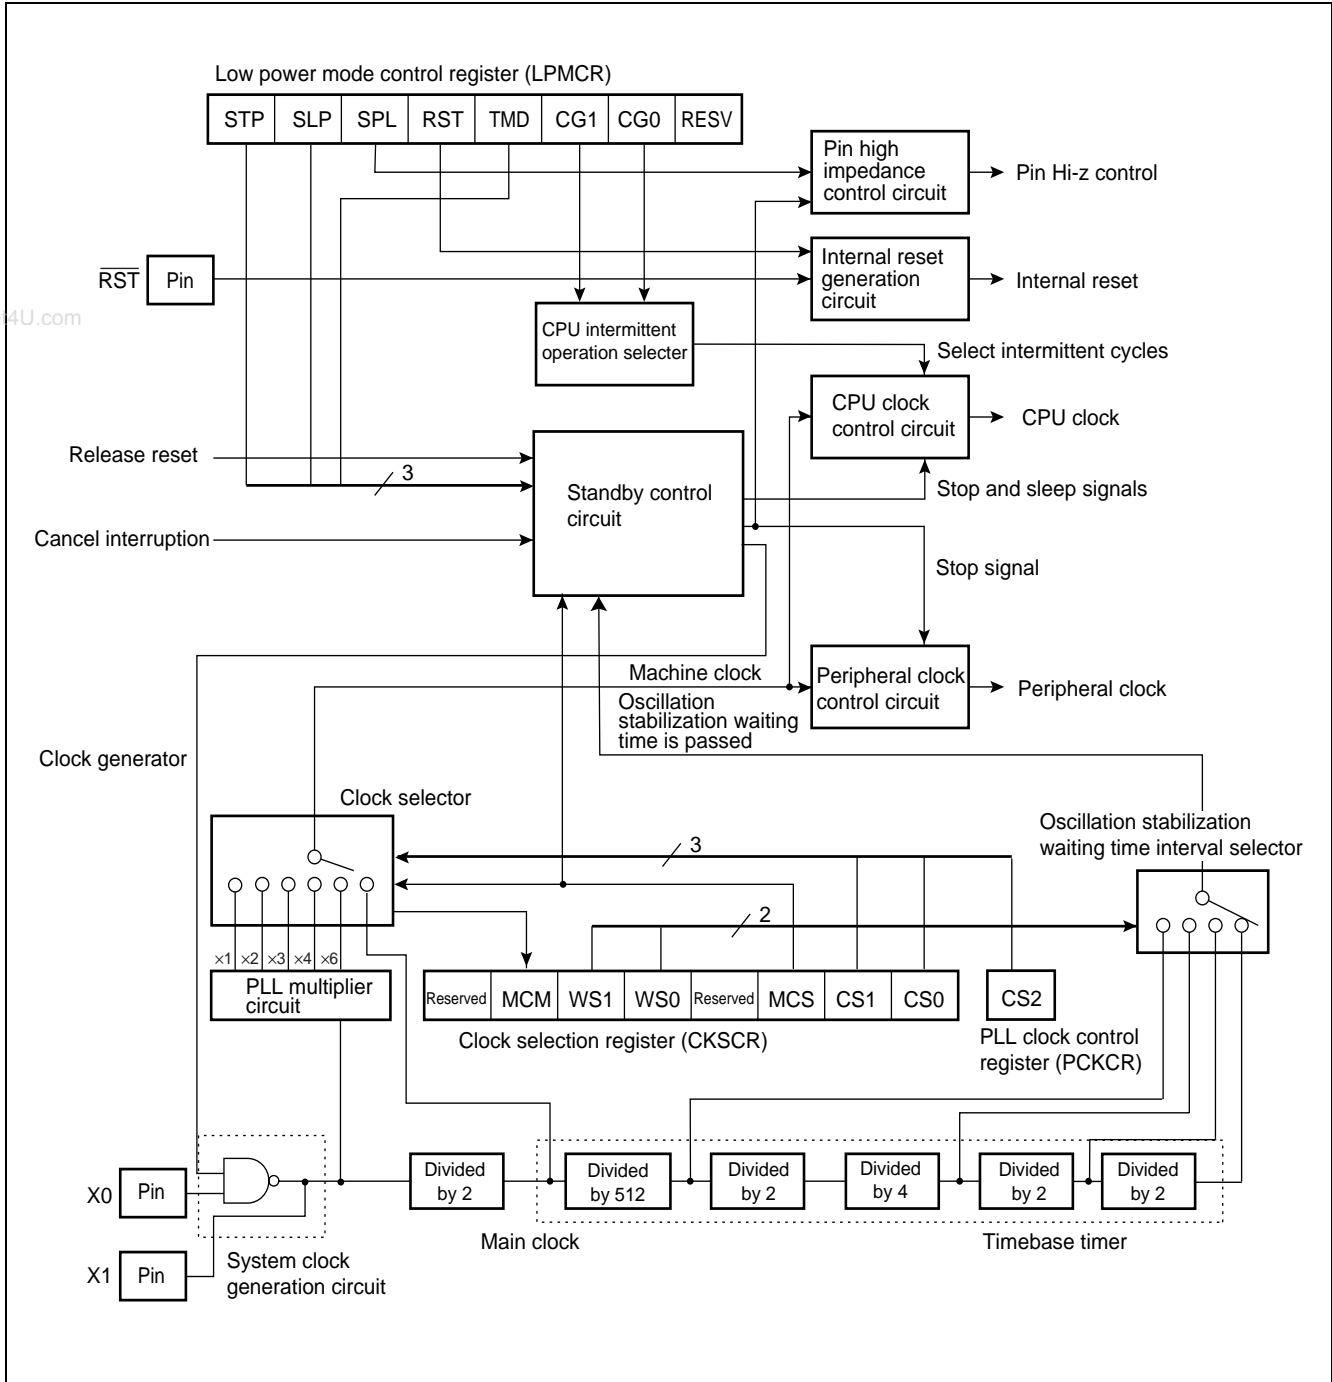 Low power mode control register (LPMCR)
STP SLP SPL RST TMD CG1 CG0 RESV
Pin high
impedance
control circuit
Pin Hi-z control
RST Pin
Internal reset
generation
circuit
Internal reset
4U.com
CPU intermittent
operation selecter
Select intermittent cycles
CPU clock
control circuit
CPU clock
Release reset
3
Standby control
circuit
Stop and sleep signals
Cancel interruption
Stop signal
Machine clock
Peripheral clock
control circuit
Peripheral clock
Oscillation
stabilization waiting
time is passed
Clock generator
Clock selector
Oscillation stabilization
waiting time interval selector
3
2
×1 ×2 ×3 ×4 ×6
PLL multiplier
circuit
Reserved MCM WS1 WS0 Reserved MCS CS1 CS0
CS2
Clock selection register (CKSCR)
PLL clock control
register (PCKCR)
X0 Pin
Divided
by 2
Divided
by 512
Divided
by 2
Divided
by 4
Divided
by 2
Divided
by 2
Main clock
Timebase timer
X1 Pin
System clock
generation circuit